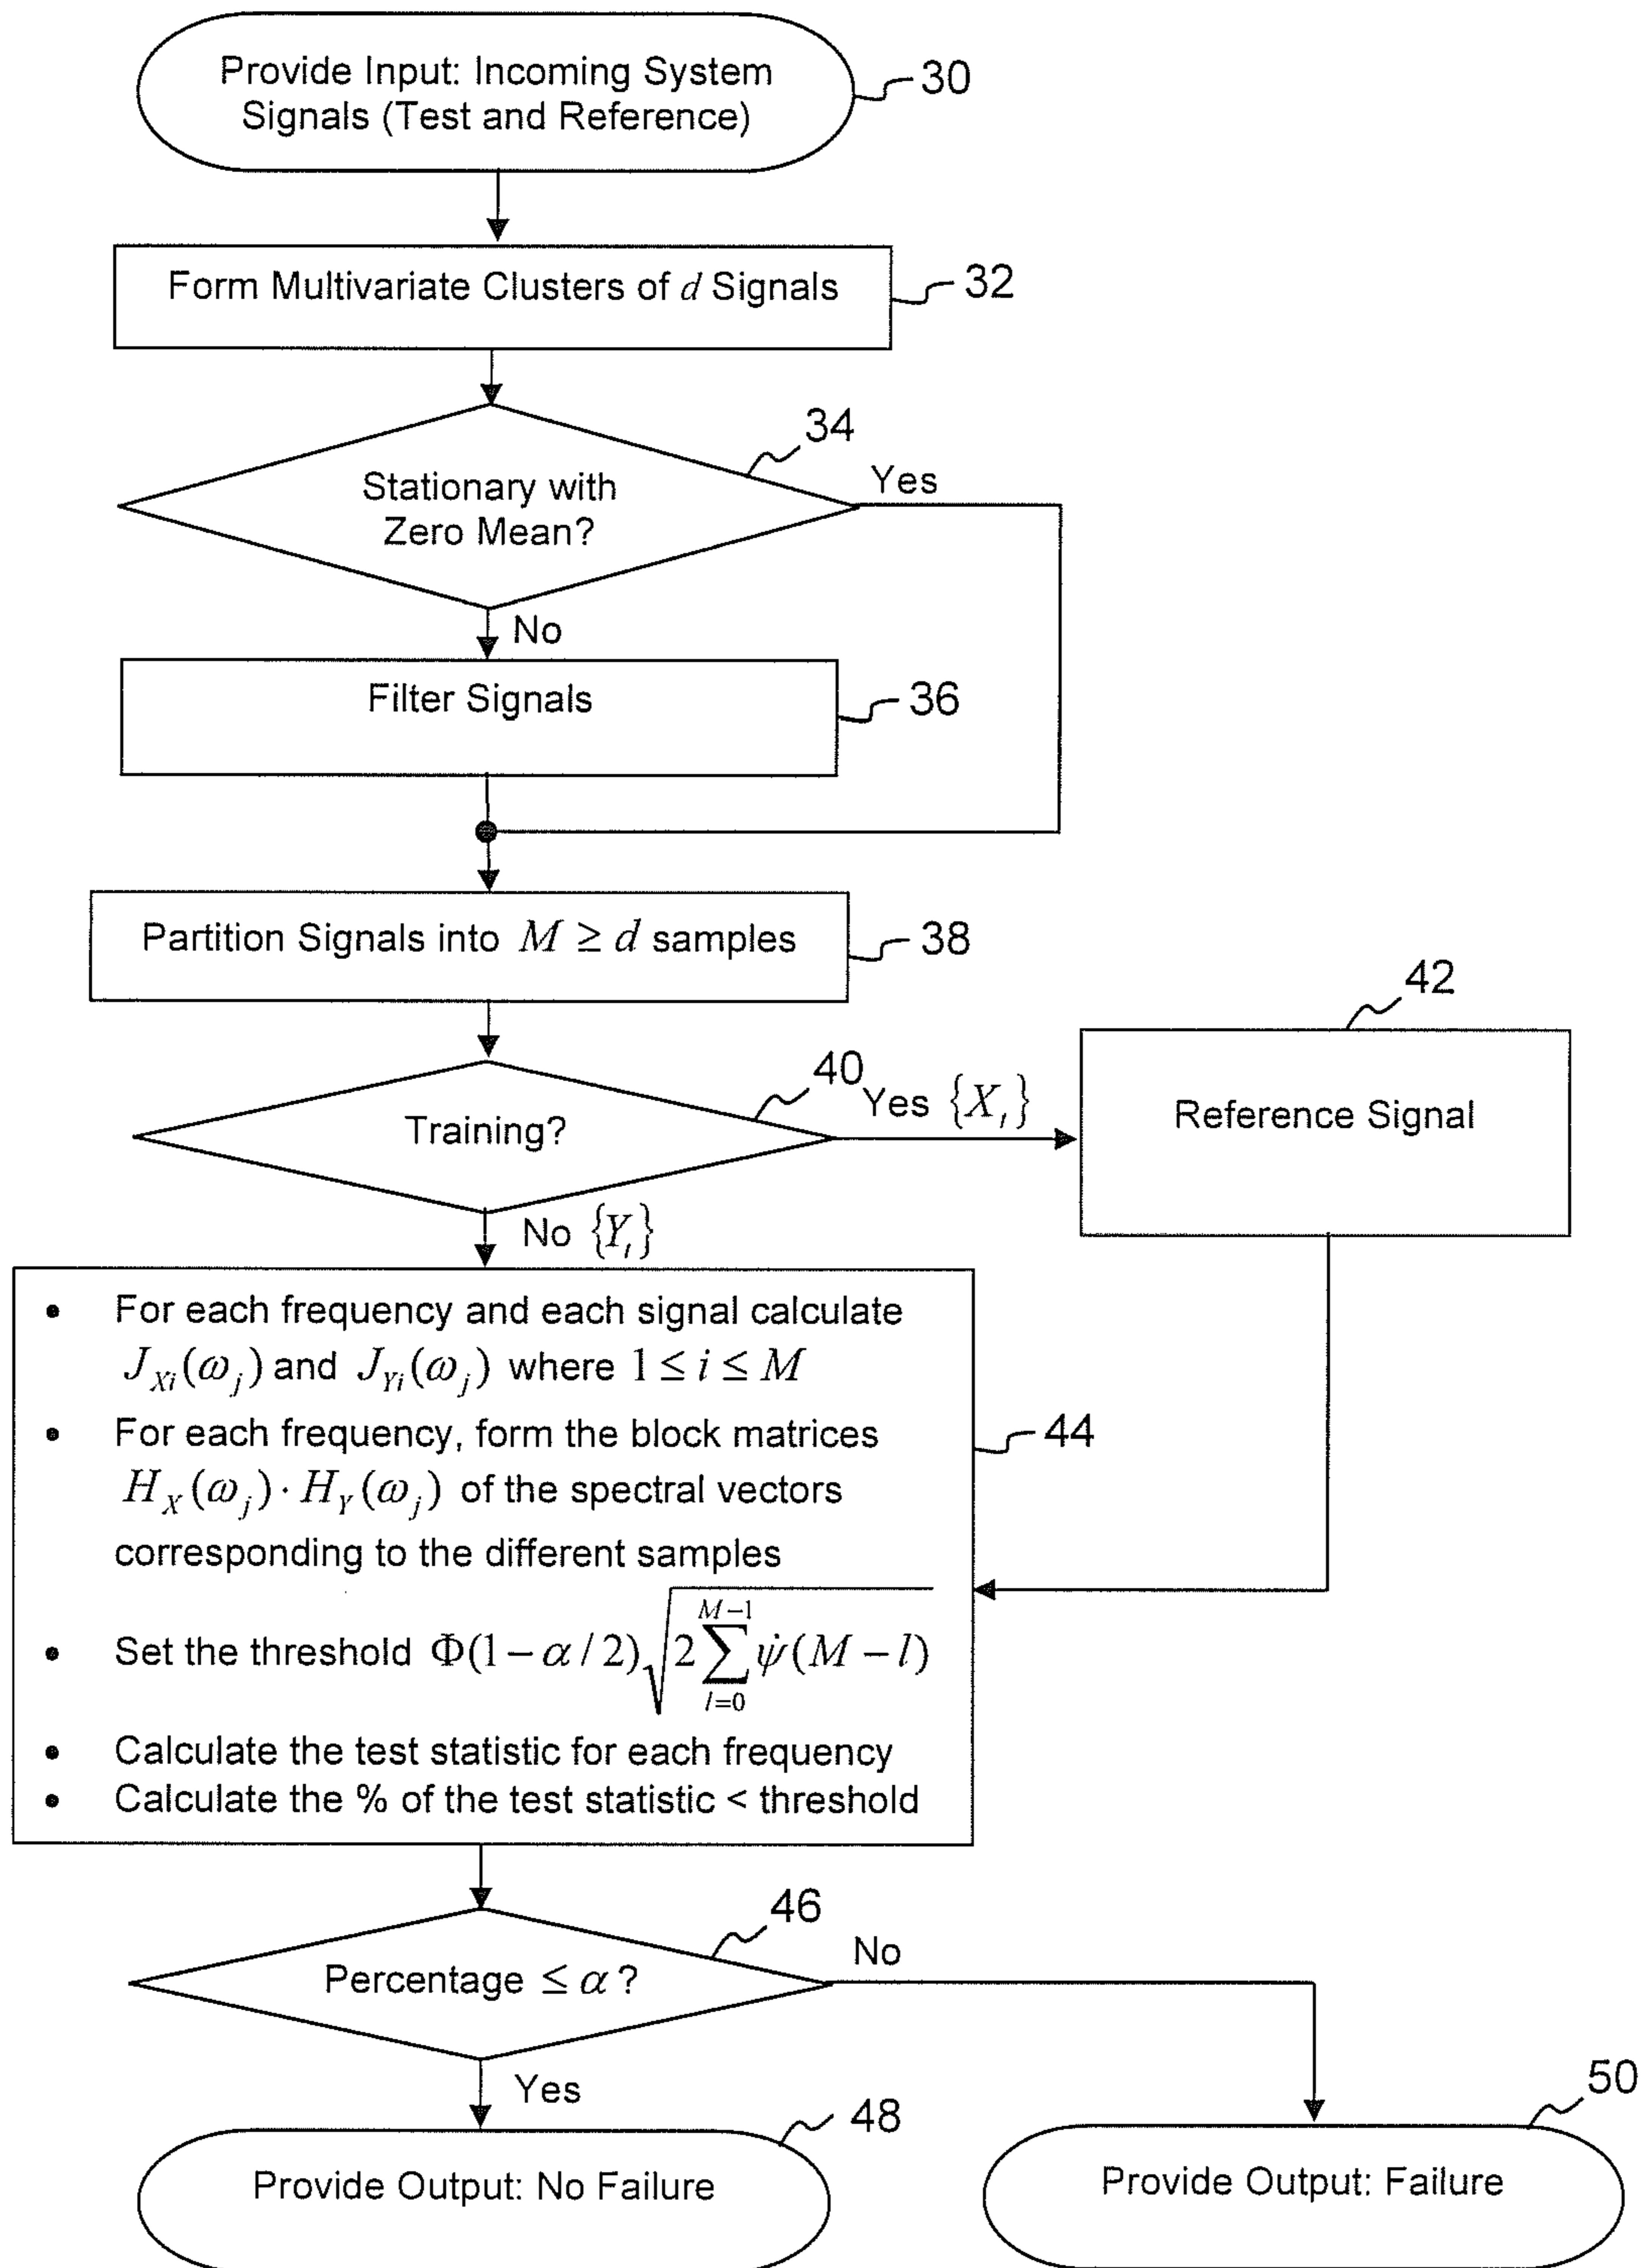 Provide Input: Incoming System
Signals (Test and Reference)
30
Form Multivariate Clusters of d Signals
32
34
Stationary with
Zero Mean?
Yes
No
Filter Signals
36
Partition Signals into M ≥ d samples
38
40
Training?
Yes {X_t}
42
Reference Signal
No {Y_t}
• For each frequency and each signal calculate
J_{Xi}(ω_j) and J_{Yi}(ω_j) where 1 ≤ i ≤ M
• For each frequency, form the block matrices
H_X(ω_j) · H_Y(ω_j) of the spectral vectors
corresponding to the different samples
• Set the threshold Φ(1−α/2)√(2∑_{l=0}^{M−1} ψ̇(M−l))
• Calculate the test statistic for each frequency
• Calculate the % of the test statistic < threshold
44
46
Percentage ≤ α?
No
Yes
48
Provide Output: No Failure
50
Provide Output: Failure